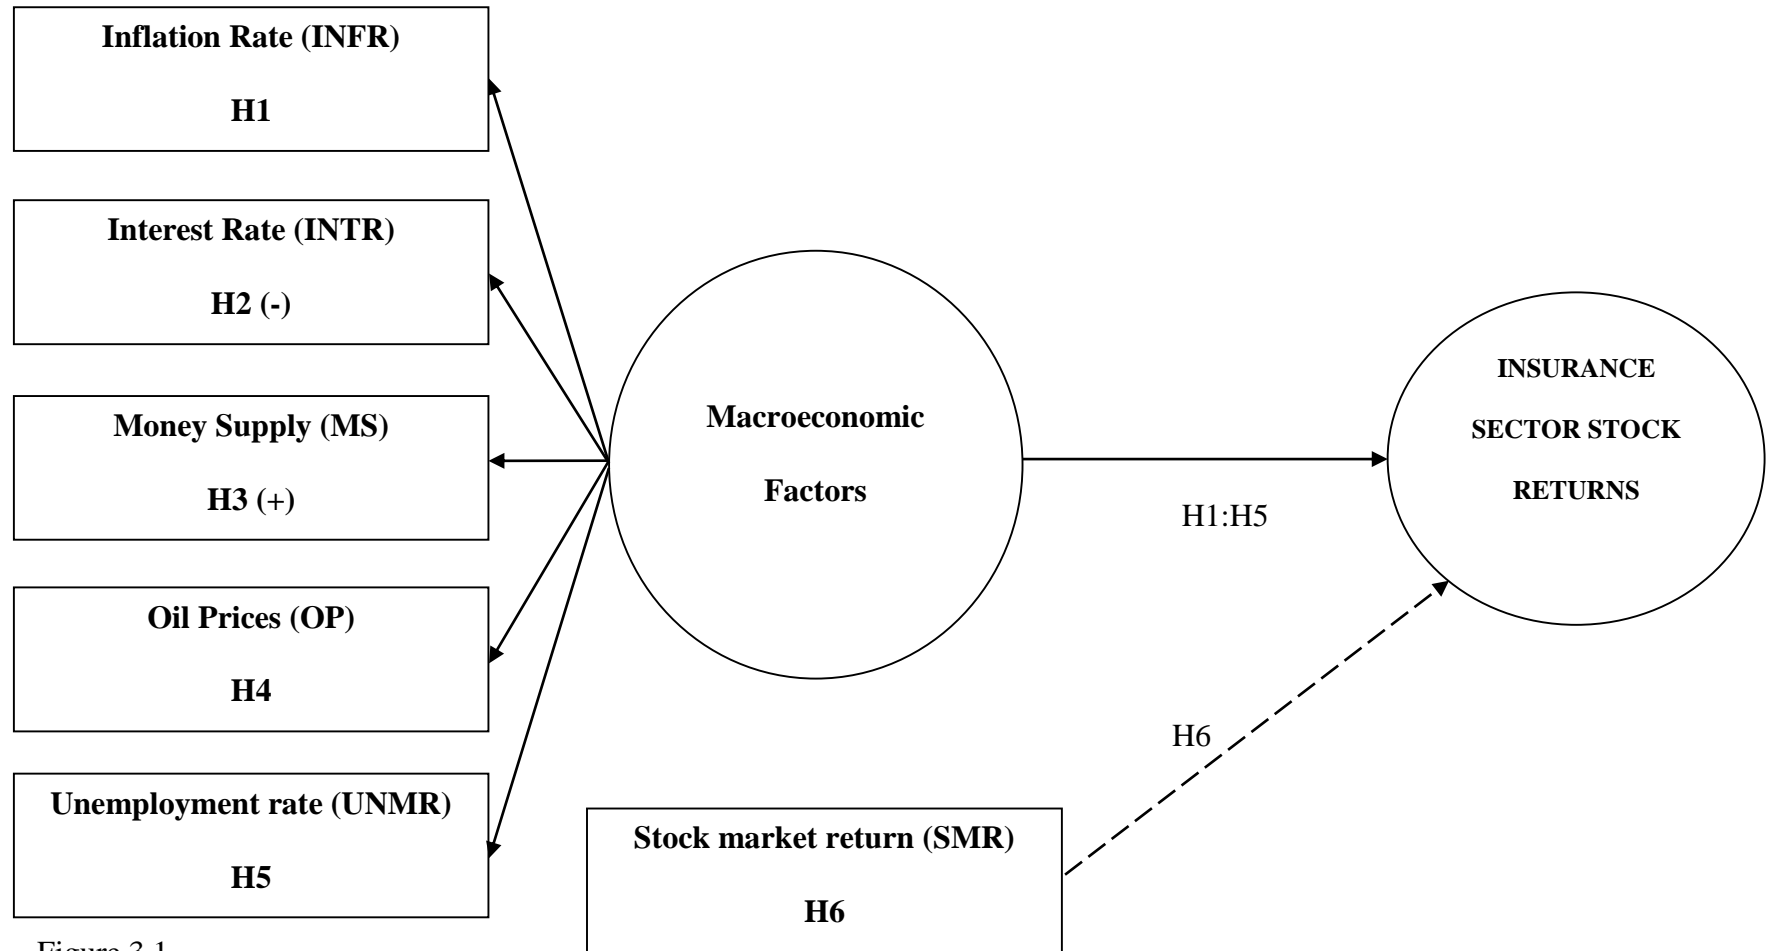 Inflation Rate (INFR)
H1
Interest Rate (INTR)
H2 (-)
Money Supply (MS)
H3 (+)
Oil Prices (OP)
H4
Unemployment rate (UNMR)
H5
Macroeconomic
Factors
H1:H5
INSURANCE
SECTOR STOCK
RETURNS
H6
Stock market return (SMR)
H6
Figure 3.1